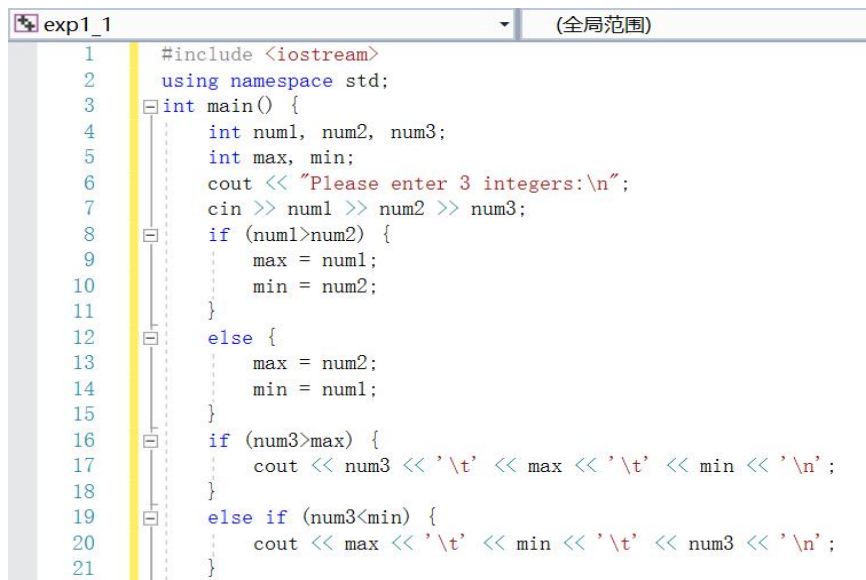 exp1_1 (全局范围)
1 #include <iostream>
2 using namespace std;
3 int main() {
4 int num1, num2, num3;
5 int max, min;
6 cout << "Please enter 3 integers:\n";
7 cin >> num1 >> num2 >> num3;
8 if (num1>num2) {
9 max = num1;
10 min = num2;
11 }
12 else {
13 max = num2;
14 min = num1;
15 }
16 if (num3>max) {
17 cout << num3 << '\t' << max << '\t' << min << '\n';
18 }
19 else if (num3<min) {
20 cout << max << '\t' << min << '\t' << num3 << '\n';
21 }